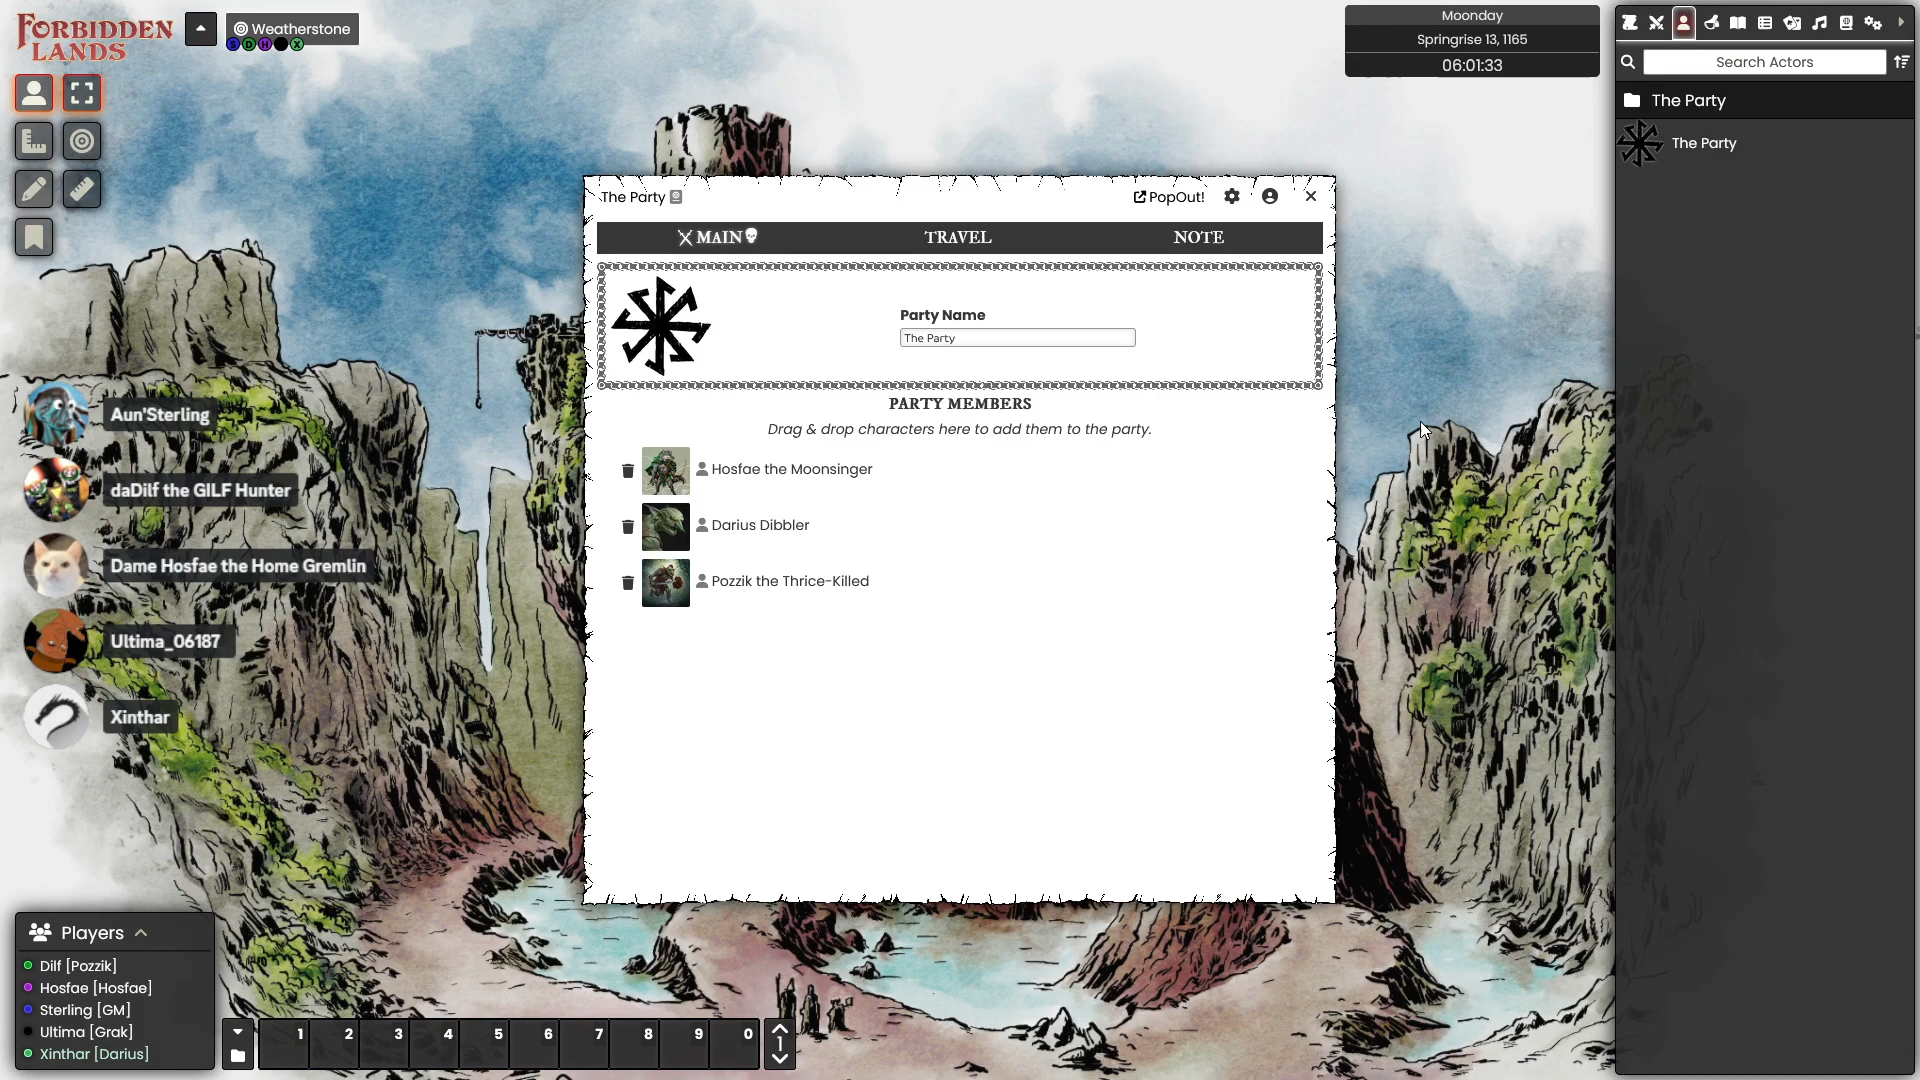 FORBIDDEN
LANDS
Weatherstone
S D H X
Moonday
Springrise 13, 1165
06:01:33
Search Actors
The Party
The Party
The Party
PopOut!
MAIN
TRAVEL
NOTE
Party Name
The Party
PARTY MEMBERS
Drag & drop characters here to add them to the party.
Hosfae the Moonsinger
Darius Dibbler
Pozzik the Thrice-Killed
Aun'Sterling
daDilf the GILF Hunter
Dame Hosfae the Home Gremlin
Ultima_06187
Xinthar
Players
Dilf [Pozzik]
Hosfae [Hosfae]
Sterling [GM]
Ultima [Grak]
Xinthar [Darius]
1 2 3 4 5 6 7 8 9 0
1